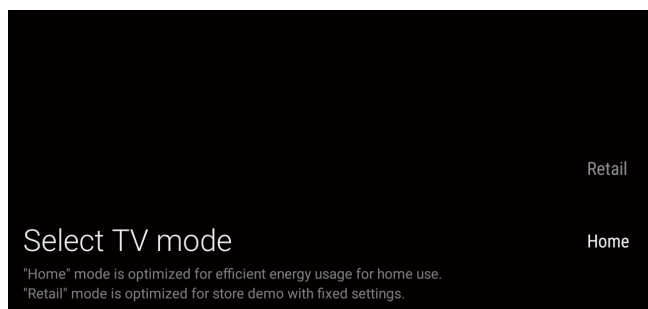 Retail
Select TV mode
Home
"Home" mode is optimized for efficient energy usage for home use.
"Retail" mode is optimized for store demo with fixed settings.